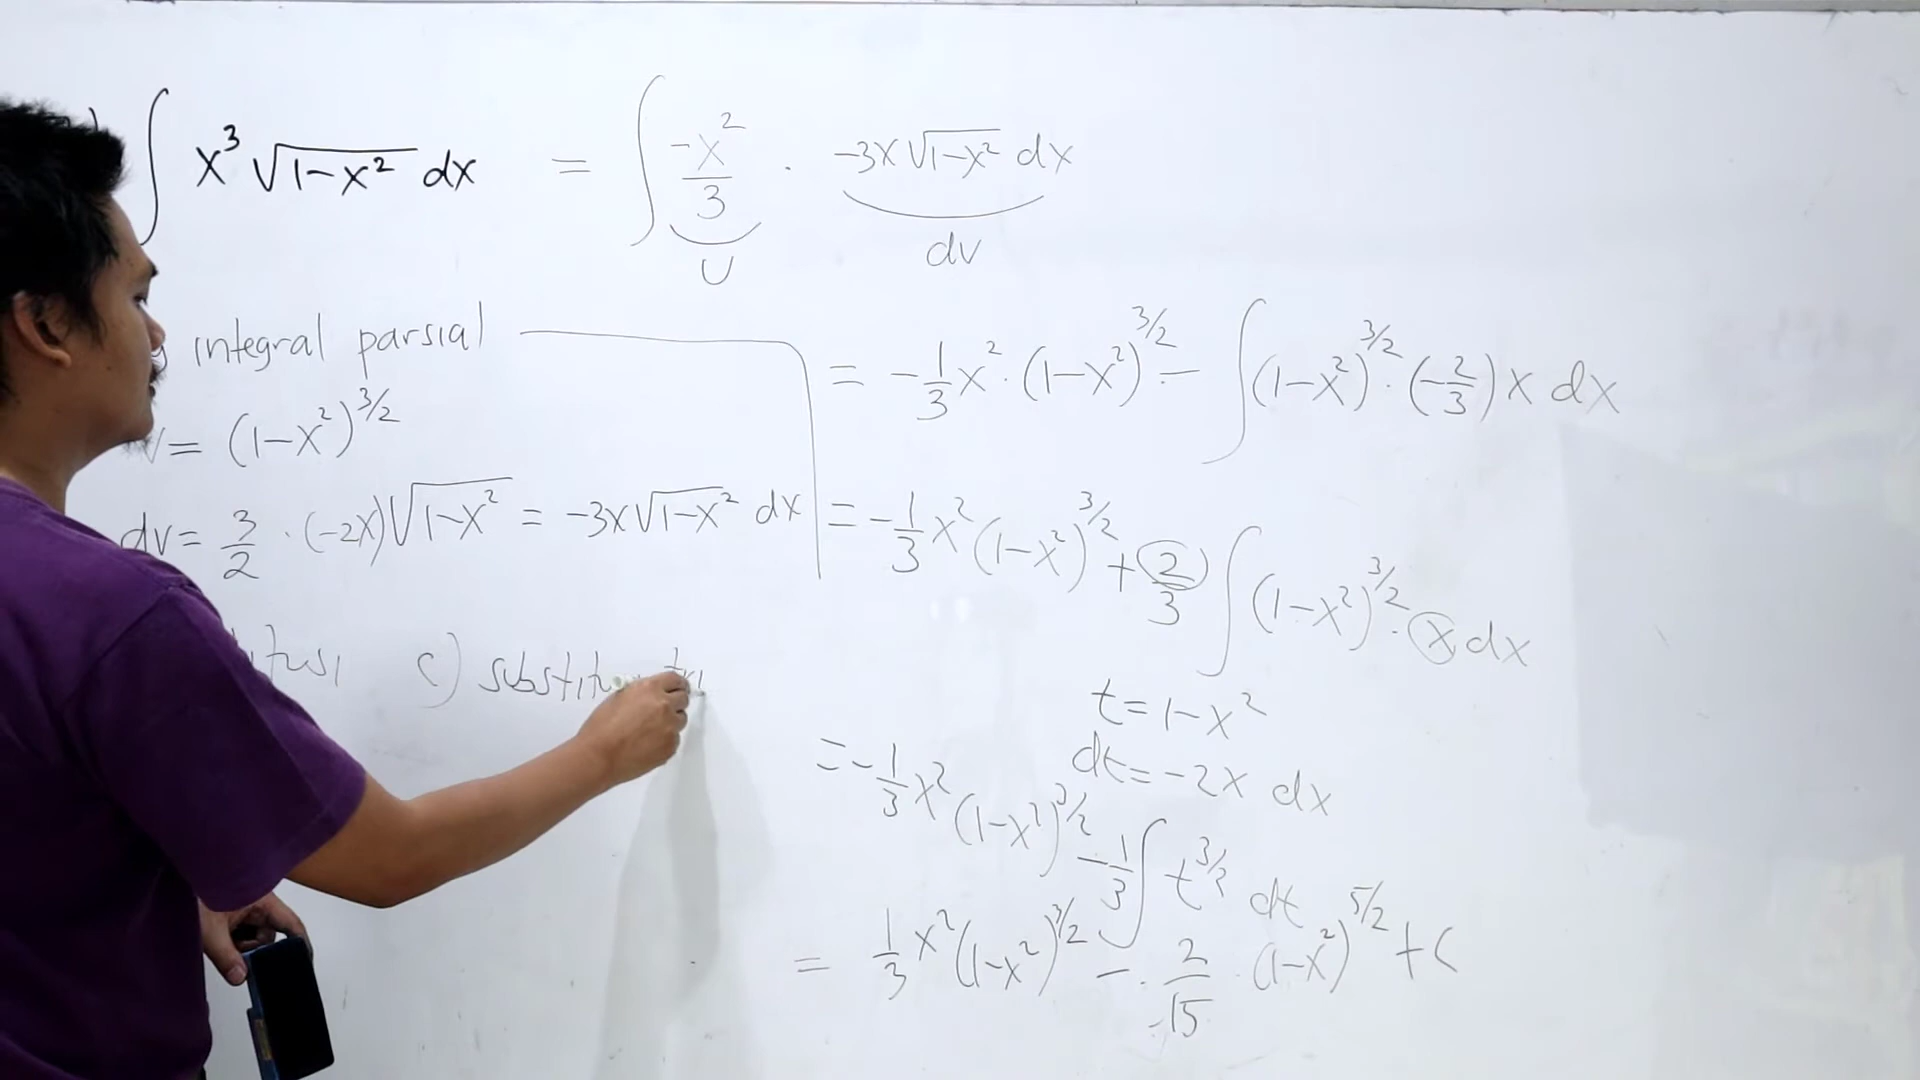 ) ∫ x³ √(1-x²) dx = ∫ -x²/3 · -3x√(1-x²) dx
U dv
integral parsial
= -1/3 x² · (1-x²)^3/2 - ∫ (1-x²)^3/2 · (-2/3) x dx
v = (1-x²)^3/2
dv = 3/2 · (-2x) √(1-x²) = -3x√(1-x²) dx
= -1/3 x² (1-x²)^3/2 + 2/3 ∫ (1-x²)^3/2 · x dx
c)
t = 1-x²
dt = -2x dx
= -1/3 x² (1-x²)^3/2 - 1/3 ∫ t^3/2 dt
= 1/3 x² (1-x²)^3/2 - · 2/15 · (1-x²)^5/2 + C